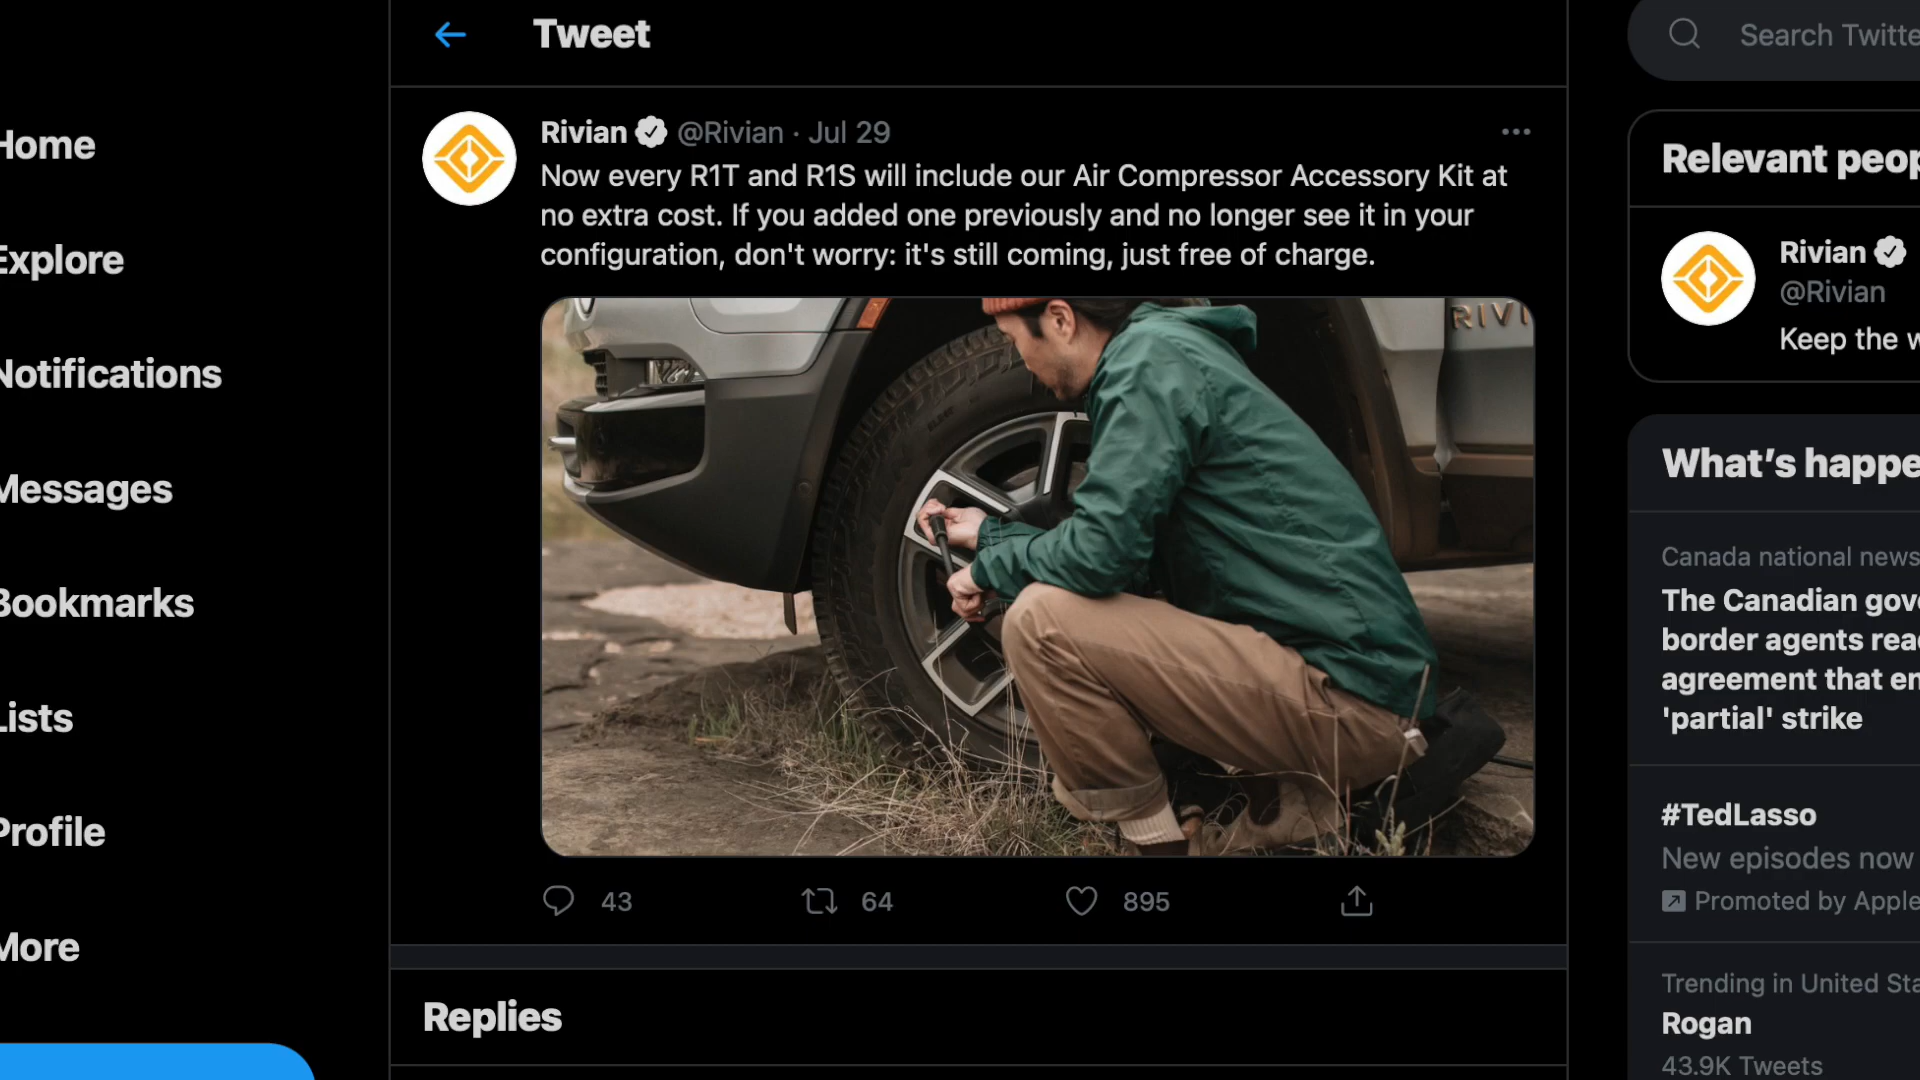 Tweet
Search Twitte
Home
Explore
Notifications
Messages
Bookmarks
Lists
Profile
More
Rivian @Rivian · Jul 29
Now every R1T and R1S will include our Air Compressor Accessory Kit at
no extra cost. If you added one previously and no longer see it in your
configuration, don't worry: it's still coming, just free of charge.
RIVI
43 64 895
Replies
Relevant peop
Rivian
@Rivian
Keep the w
What's happe
Canada national news
The Canadian gove
border agents reac
agreement that en
'partial' strike
#TedLasso
New episodes now
Promoted by Apple
Trending in United Sta
Rogan
43.9K Tweets